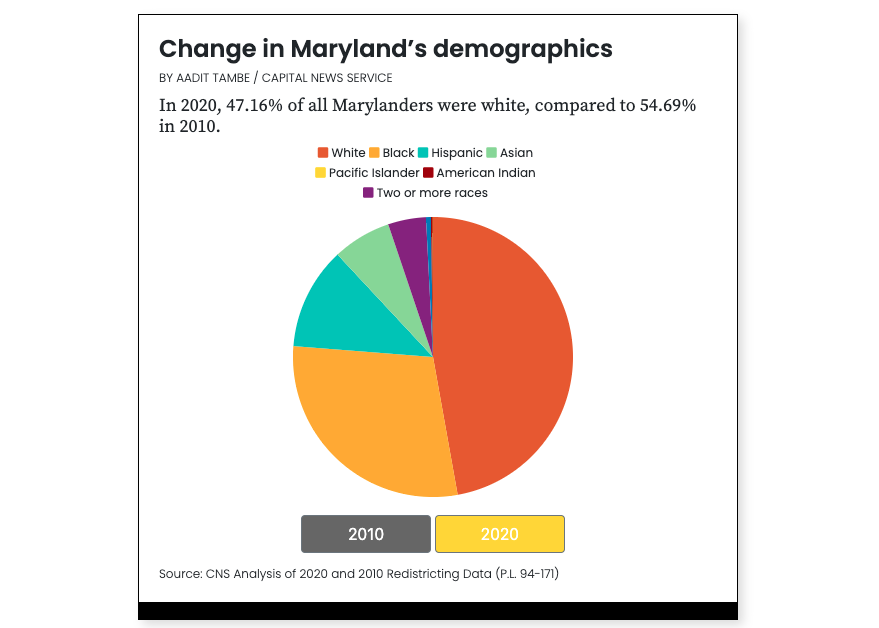 Change in Maryland’s demographics
BY AADIT TAMBE / CAPITAL NEWS SERVICE
In 2020, 47.16% of all Marylanders were white, compared to 54.69%
in 2010.
White Black Hispanic Asian
Pacific Islander American Indian
Two or more races
2010 2020
Source: CNS Analysis of 2020 and 2010 Redistricting Data (P.L. 94-171)